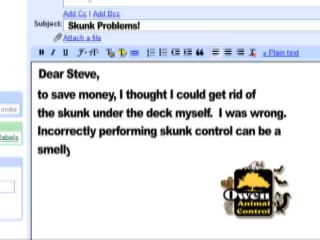 Add Cc | Add Bcc
Subject: Skunk Problems!
Attach a file
B I U
« Plain text
Dear Steve,
invite
to save money, I thought I could get rid of
the skunk under the deck myself. I was wrong.
Incorrectly performing skunk control can be a
labels
smelly
Owen
Animal
Control